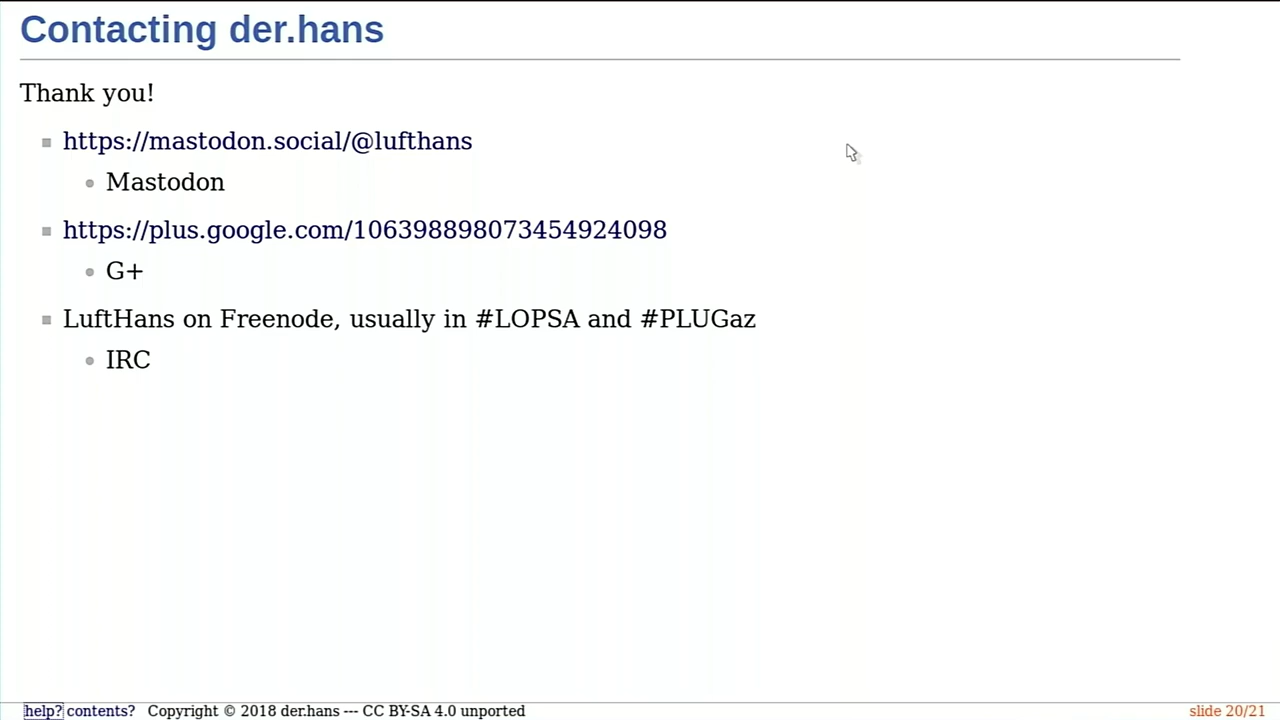 Contacting der.hans
Thank you!
https://mastodon.social/@lufthans
Mastodon
https://plus.google.com/106398898073454924098
G+
LuftHans on Freenode, usually in #LOPSA and #PLUGaz
IRC
help? contents? Copyright © 2018 der.hans --- CC BY-SA 4.0 unported
slide 20/21